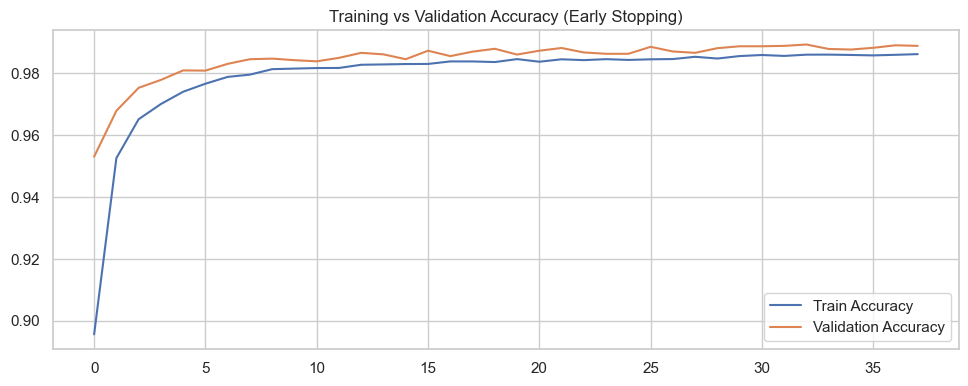 Training vs Validation Accuracy (Early Stopping)
0.98
0.96
0.94
0.92
0.90
0 5 10 15 20 25 30 35
Train Accuracy
Validation Accuracy